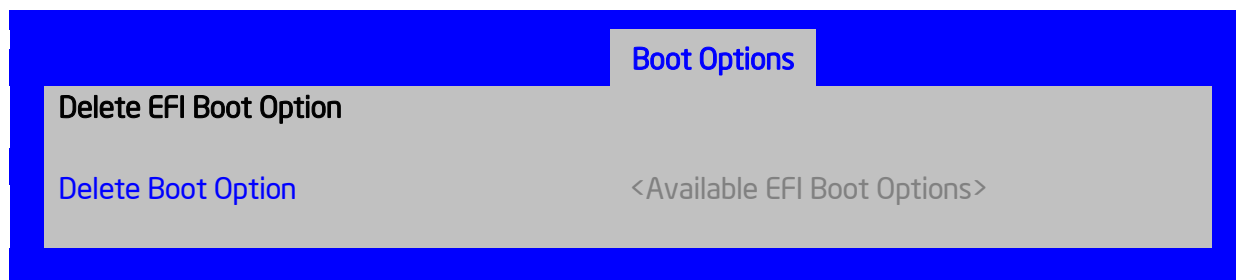 Boot Options
Delete EFI Boot Option
Delete Boot Option <Available EFI Boot Options>